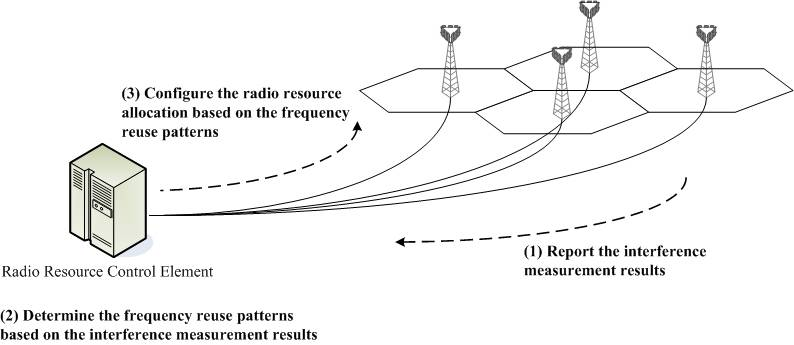 (3) Configure the radio resource
allocation based on the frequency
reuse patterns
(1) Report the interference
measurement results
Radio Resource Control Element
(2) Determine the frequency reuse patterns
based on the interference measurement results